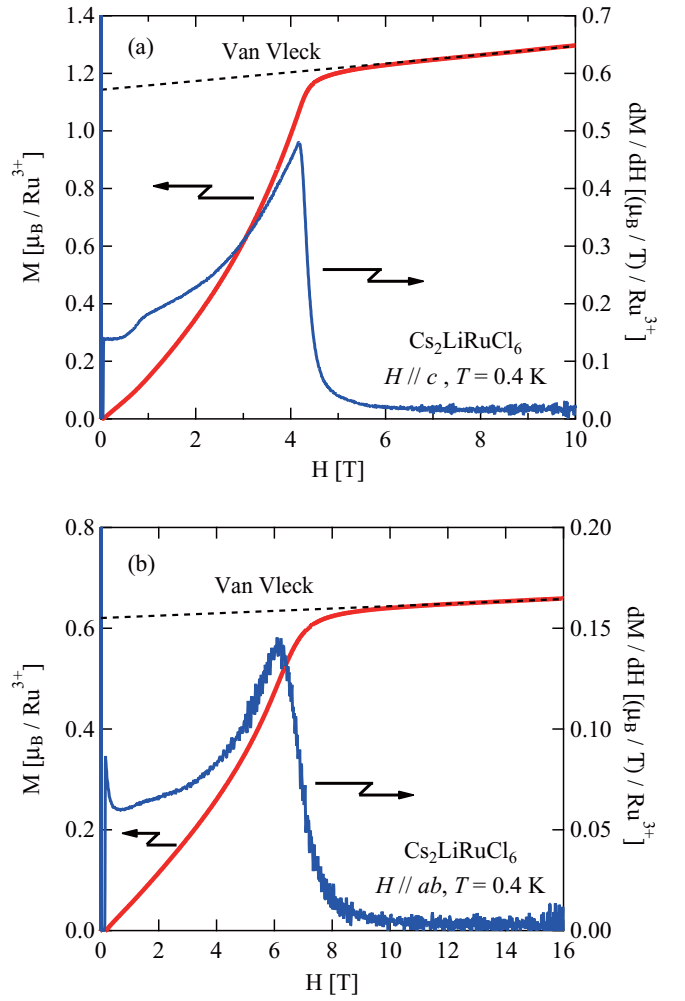 (a)
Van Vleck
1.4
1.2
1.0
0.8
0.6
0.4
0.2
0.0
M [μB / Ru3+]
0.7
0.6
0.5
0.4
0.3
0.2
0.1
0.0
dM / dH [(μB / T) / Ru3+]
Cs2LiRuCl6
H // c , T = 0.4 K
0 2 4 6 8 10
H [T]
(b)
Van Vleck
0.8
0.6
0.4
0.2
0.0
M [μB / Ru3+]
0.20
0.15
0.10
0.05
0.00
dM / dH [(μB / T) / Ru3+]
Cs2LiRuCl6
H // ab, T = 0.4 K
0 2 4 6 8 10 12 14 16
H [T]